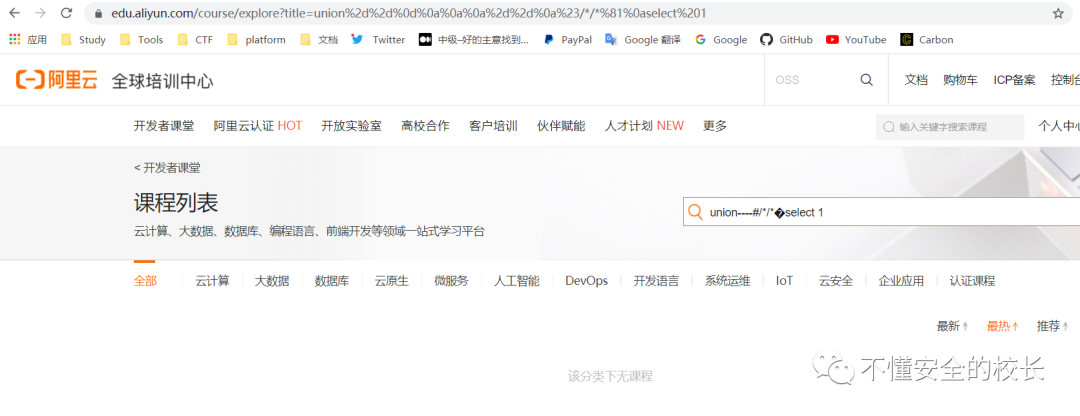 edu.aliyun.com/course/explore?title=union%2d%2d%0d%0a%0a%0a%2d%2d%0a%23/*/*%81%0aselect%201
应用 Study Tools CTF platform 文档 Twitter 中级–好的主意找到... PayPal Google 翻译 Google GitHub YouTube Carbon
阿里云 全球培训中心 OSS 文档 购物车 ICP备案 控制台
开发者课堂 阿里云认证 HOT 开放实验室 高校合作 客户培训 伙伴赋能 人才计划 NEW 更多 输入关键字搜索课程 个人中心
< 开发者课堂
课程列表
union----#/*/*�select 1
云计算、大数据、数据库、编程语言、前端开发等领域一站式学习平台
全部 云计算 大数据 数据库 云原生 微服务 人工智能 DevOps 开发语言 系统运维 IoT 云安全 企业应用 认证课程
最新 最热 推荐
该分类下无课程
不懂安全的校长